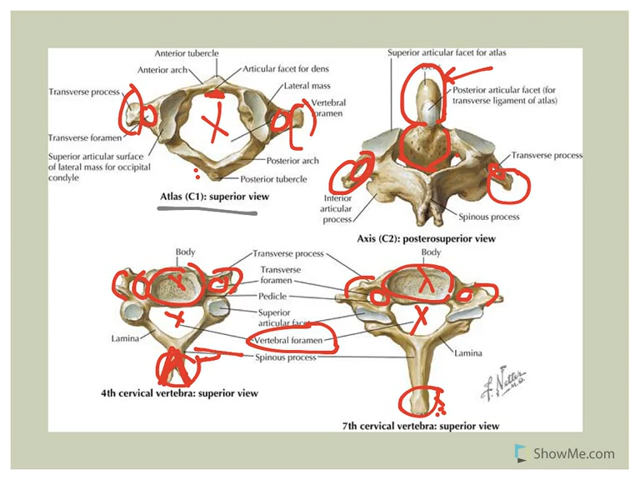 Anterior tubercle
Anterior arch
Articular facet for dens
Lateral mass
Transverse process
Vertebral
foramen
Transverse foramen
Superior articular surface
of lateral mass for occipital
condyle
Posterior arch
Posterior tubercle
Atlas (C1): superior view
Superior articular facet for atlas
Posterior articular facet (for
transverse ligament of atlas)
Transverse process
Inferior
articular
process
Spinous process
Axis (C2): posterosuperior view
Body
Transverse process
Transverse
foramen
Pedicle
Superior
articular facet
Vertebral foramen
Spinous process
Lamina
4th cervical vertebra: superior view
Body
Lamina
7th cervical vertebra: superior view
F. Netter
M.D.
ShowMe.com